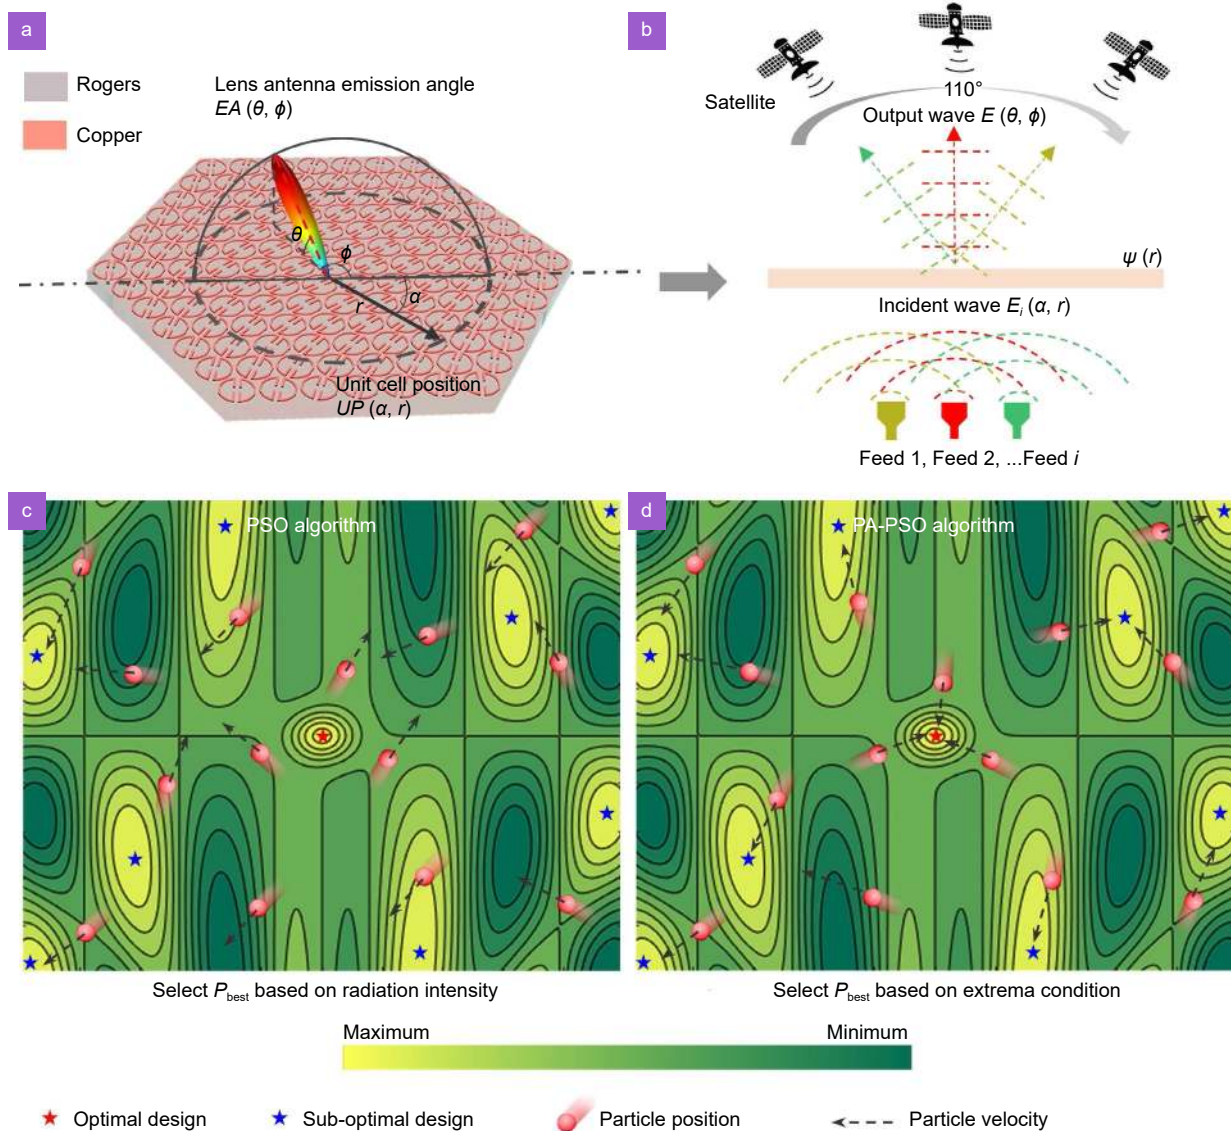 a
Rogers
Copper
Lens antenna emission angle
EA (θ, ϕ)
θ
ϕ
α
r
Unit cell position
UP (α, r)
b
Satellite
110°
Output wave E (θ, ϕ)
ψ (r)
Incident wave Eᵢ (α, r)
Feed 1, Feed 2, ...Feed i
c
PSO algorithm
d
PA-PSO algorithm
Select P_best based on radiation intensity
Select P_best based on extrema condition
Maximum
Minimum
Optimal design
Sub-optimal design
Particle position
Particle velocity